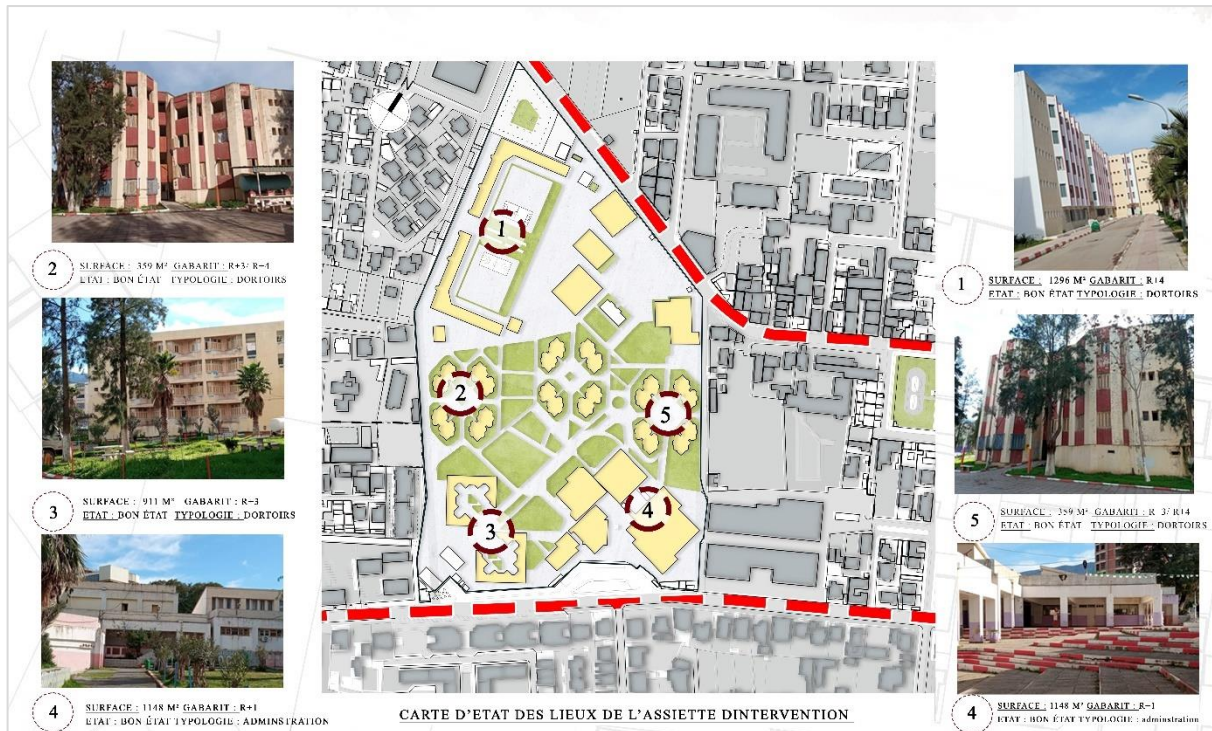 2
SURFACE : 359 M² GABARIT : R+3/ R+4
ETAT : BON ÉTAT TYPOLOGIE : DORTOIRS
3
SURFACE : 911 M² GABARIT : R+3
ETAT : BON ÉTAT TYPOLOGIE : DORTOIRS
4
SURFACE : 1148 M² GABARIT : R+1
ETAT : BON ÉTAT TYPOLOGIE : ADMINSTRATION
1
2
5
3
4
CARTE D'ETAT DES LIEUX DE L'ASSIETTE DINTERVENTION
1
SURFACE : 1296 M² GABARIT : R+4
ETAT : BON ÉTAT TYPOLOGIE : DORTOIRS
5
SURFACE : 359 M² GABARIT : R+3/ R+4
ETAT : BON ÉTAT TYPOLOGIE : DORTOIRS
4
SURFACE : 1148 M² GABARIT : R+1
ETAT : BON ÉTAT TYPOLOGIE : adminstration